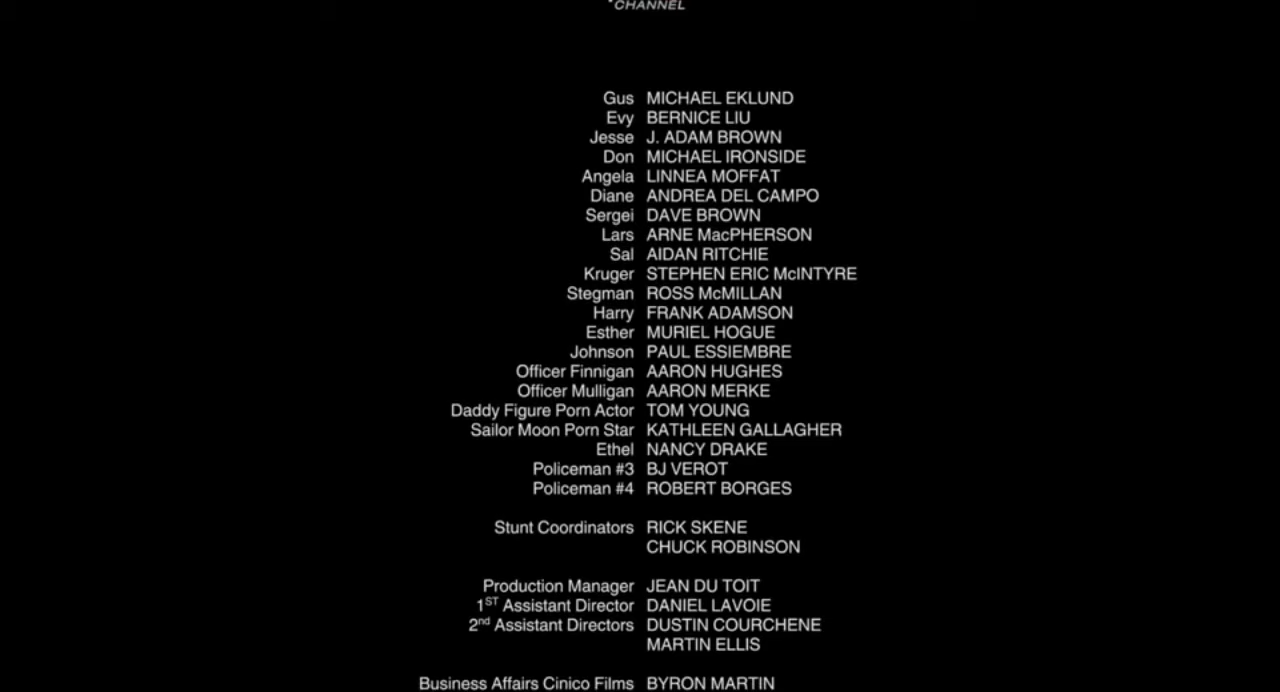 CHANNEL
Gus MICHAEL EKLUND
Evy BERNICE LIU
Jesse J. ADAM BROWN
Don MICHAEL IRONSIDE
Angela LINNEA MOFFAT
Diane ANDREA DEL CAMPO
Sergei DAVE BROWN
Lars ARNE MacPHERSON
Sal AIDAN RITCHIE
Kruger STEPHEN ERIC McINTYRE
Stegman ROSS McMILLAN
Harry FRANK ADAMSON
Esther MURIEL HOGUE
Johnson PAUL ESSIEMBRE
Officer Finnigan AARON HUGHES
Officer Mulligan AARON MERKE
Daddy Figure Porn Actor TOM YOUNG
Sailor Moon Porn Star KATHLEEN GALLAGHER
Ethel NANCY DRAKE
Policeman #3 BJ VEROT
Policeman #4 ROBERT BORGES
Stunt Coordinators RICK SKENE
CHUCK ROBINSON
Production Manager JEAN DU TOIT
1ST Assistant Director DANIEL LAVOIE
2nd Assistant Directors DUSTIN COURCHENE
MARTIN ELLIS
Business Affairs Cinico Films BYRON MARTIN